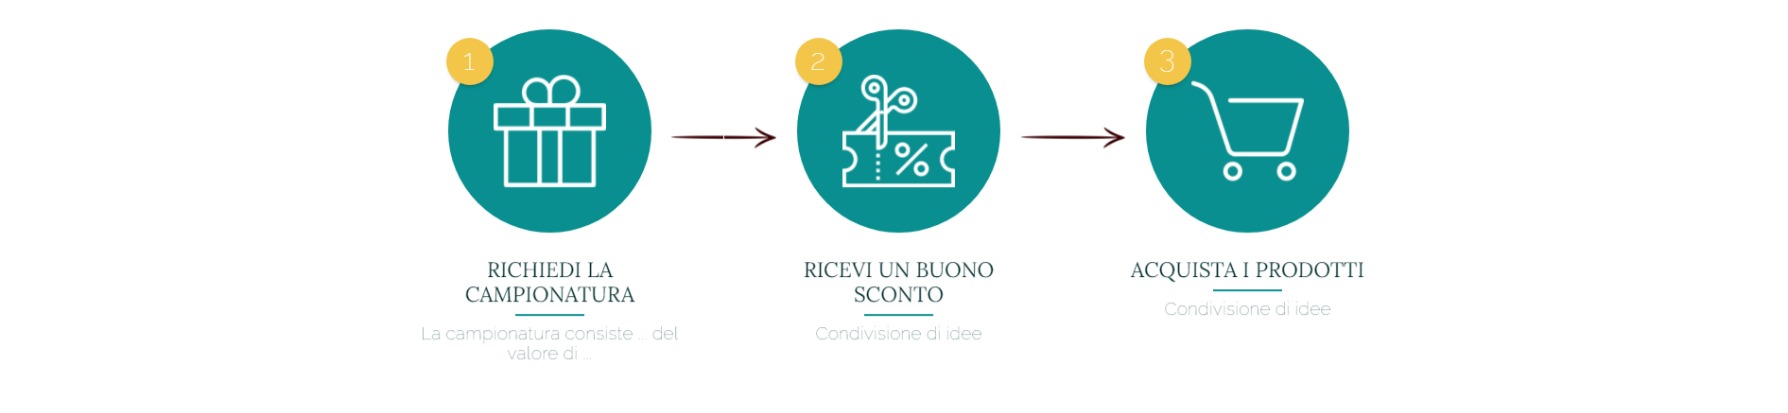 1
2
3
%
RICHIEDI LA
CAMPIONATURA
La campionatura consiste ... del
valore di ...
RICEVI UN BUONO
SCONTO
Condivisione di idee
ACQUISTA I PRODOTTI
Condivisione di idee